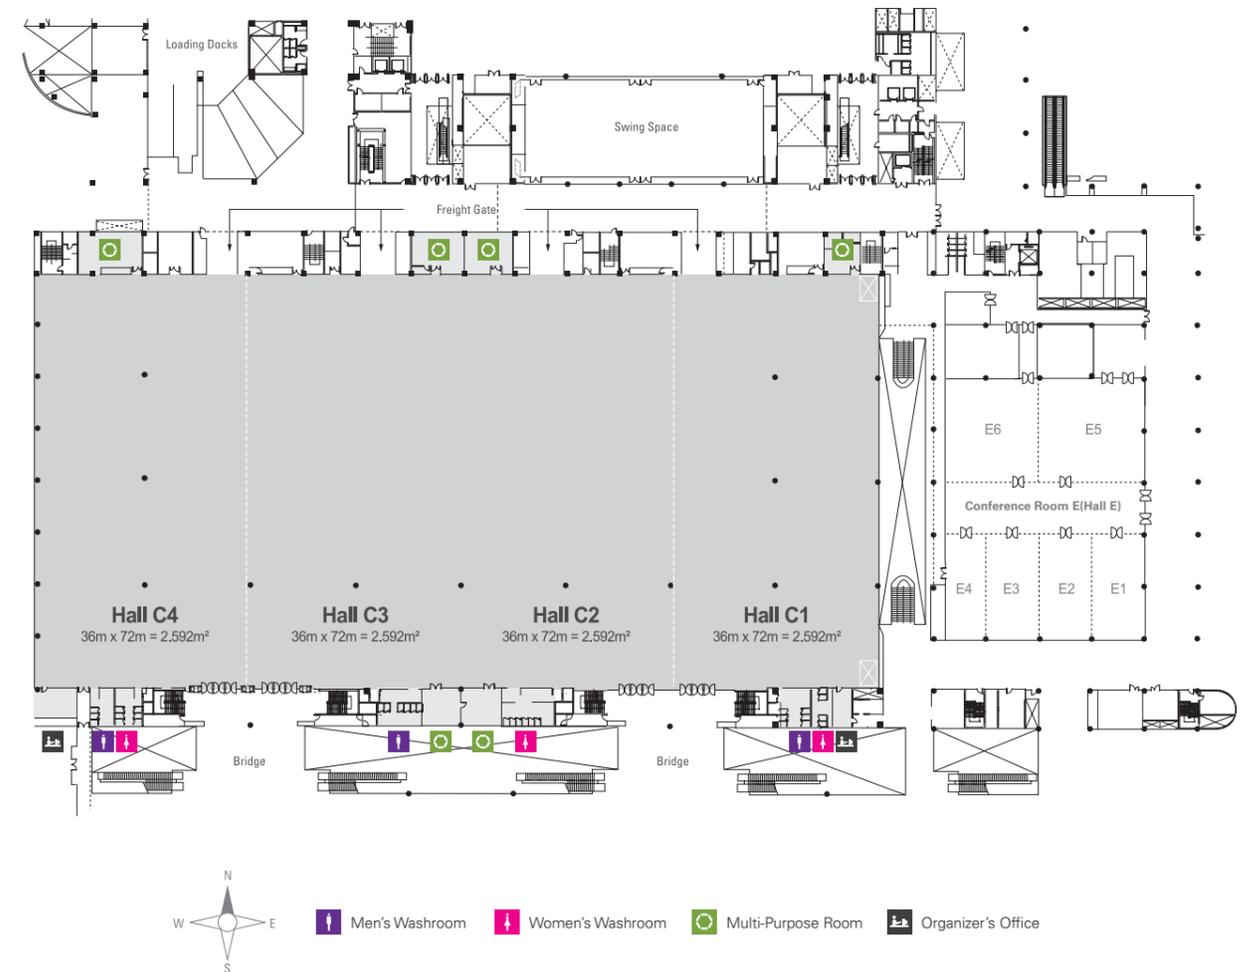 Loading Docks
Swing Space
Freight Gate
E6
E5
Conference Room E(Hall E)
E4
E3
E2
E1
Hall C4
36m x 72m = 2.592m²
Hall C3
36m x 72m = 2.592m²
Hall C2
36m x 72m = 2.592m²
Hall C1
36m x 72m = 2.592m²
Bridge
Bridge
N
W
E
S
Men's Washroom
Women's Washroom
Multi-Purpose Room
Organizer's Office